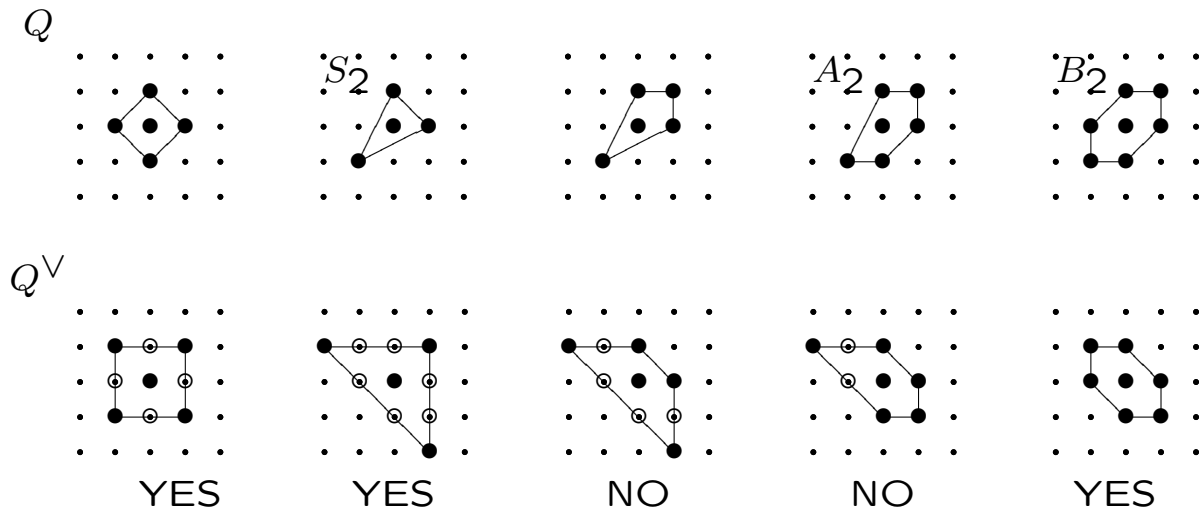 Q
S₂ A₂ B₂
Q^∨
YES YES NO NO YES